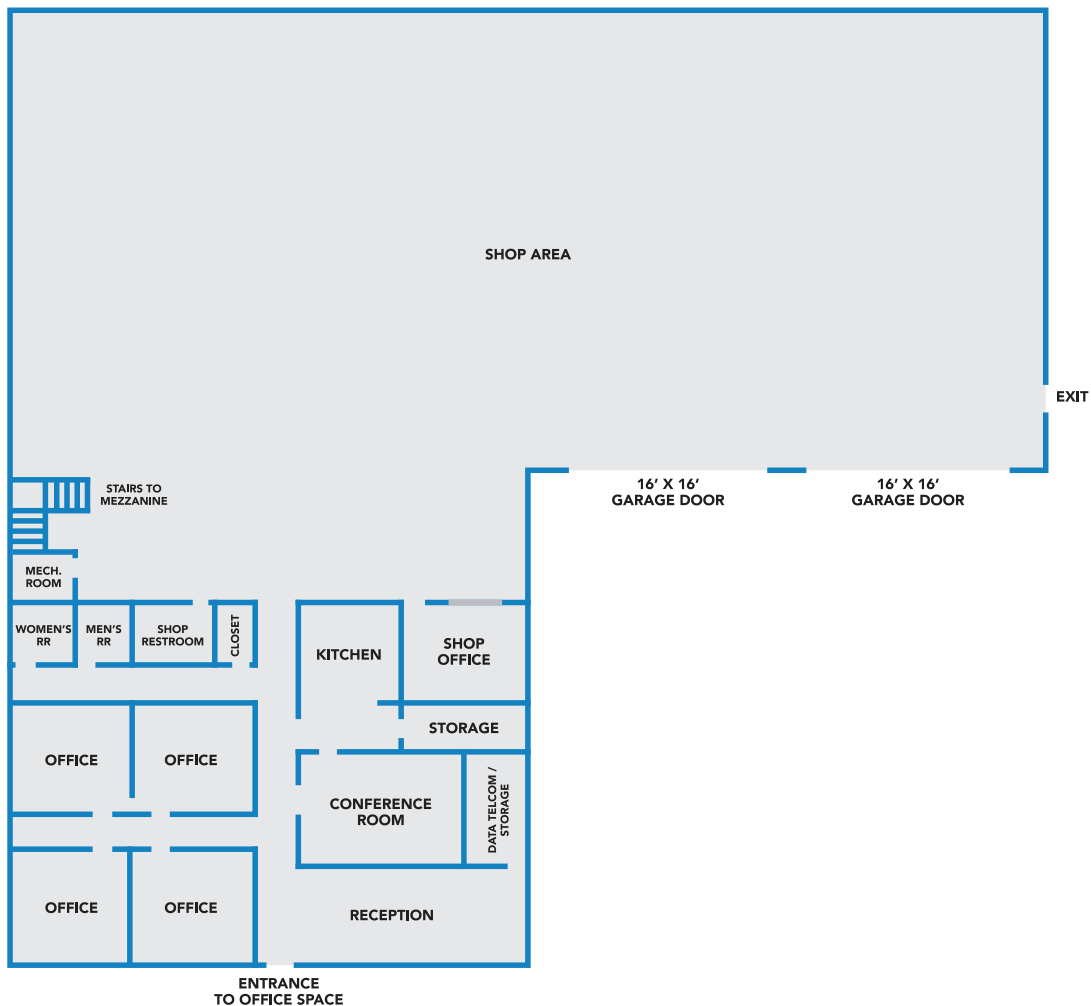 SHOP AREA
EXIT
16' X 16'
GARAGE DOOR
16' X 16'
GARAGE DOOR
STAIRS TO
MEZZANINE
MECH.
ROOM
WOMEN'S
RR
MEN'S
RR
SHOP
RESTROOM
CLOSET
KITCHEN
SHOP
OFFICE
STORAGE
OFFICE
OFFICE
CONFERENCE
ROOM
DATA TELCOM /
STORAGE
OFFICE
OFFICE
RECEPTION
ENTRANCE
TO OFFICE SPACE